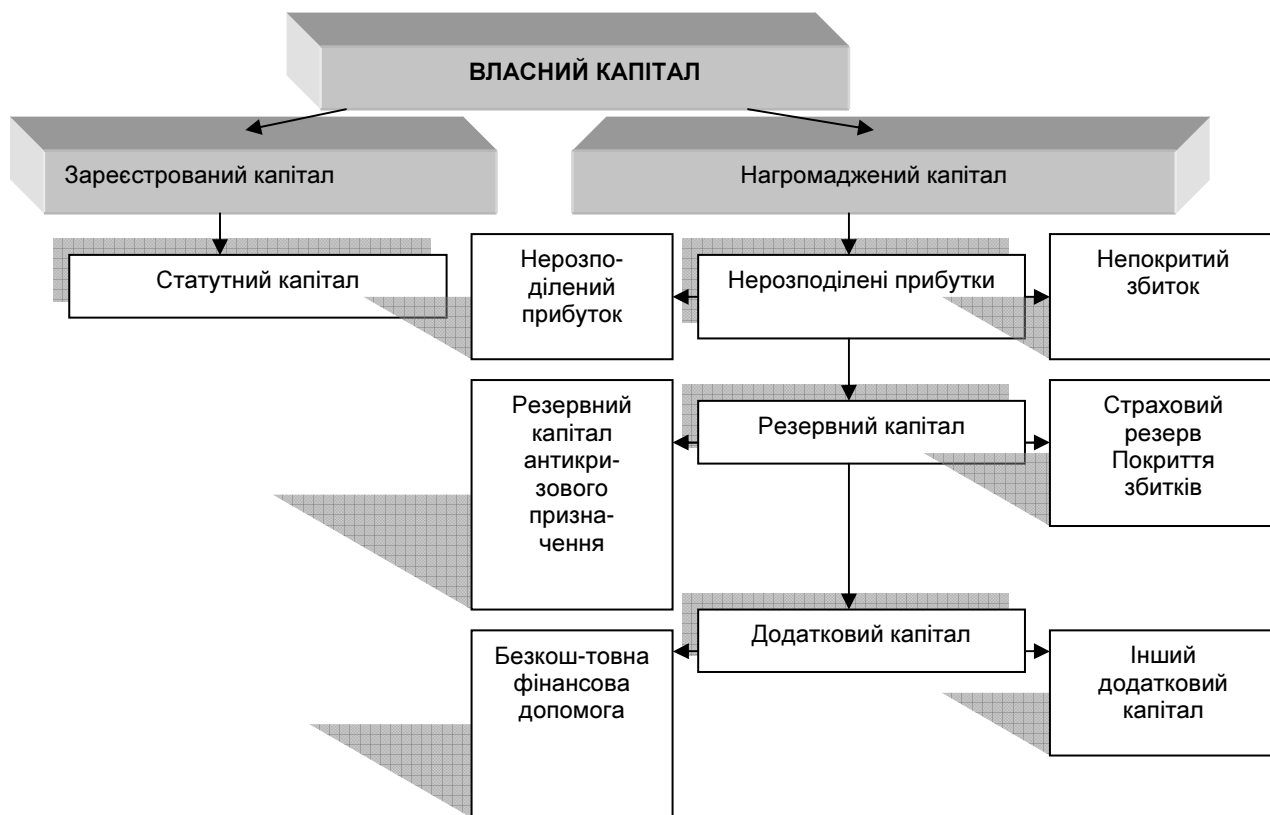 ВЛАСНИЙ КАПІТАЛ
Зареєстрований капітал
Нагромаджений капітал
Статутний капітал
Нерозпо-
ділений
прибуток
Нерозподілені прибутки
Непокритий
збиток
Резервний
капітал
антикри-
зового
призна-
чення
Резервний капітал
Страховий
резерв
Покриття
збитків
Безкош-товна
фінансова
допомога
Додатковий капітал
Інший
додатковий
капітал